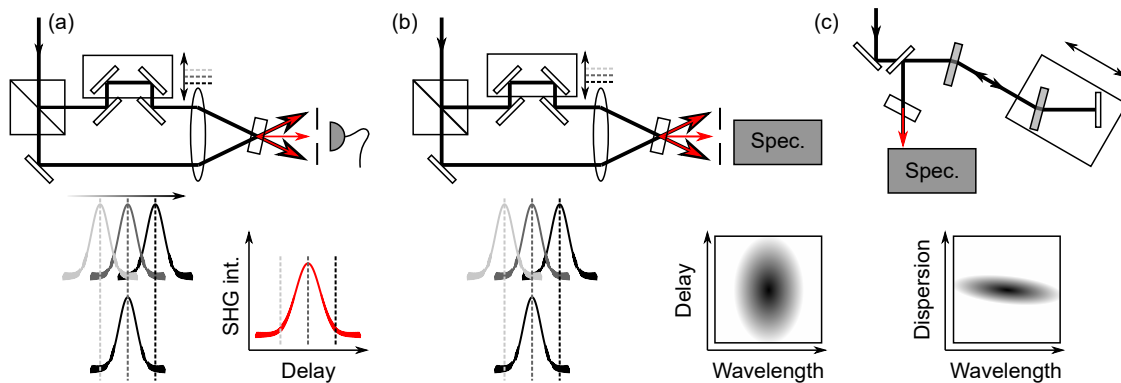 (a)
(b)
(c)
Spec.
Spec.
SHG int.
Delay
Delay
Wavelength
Dispersion
Wavelength